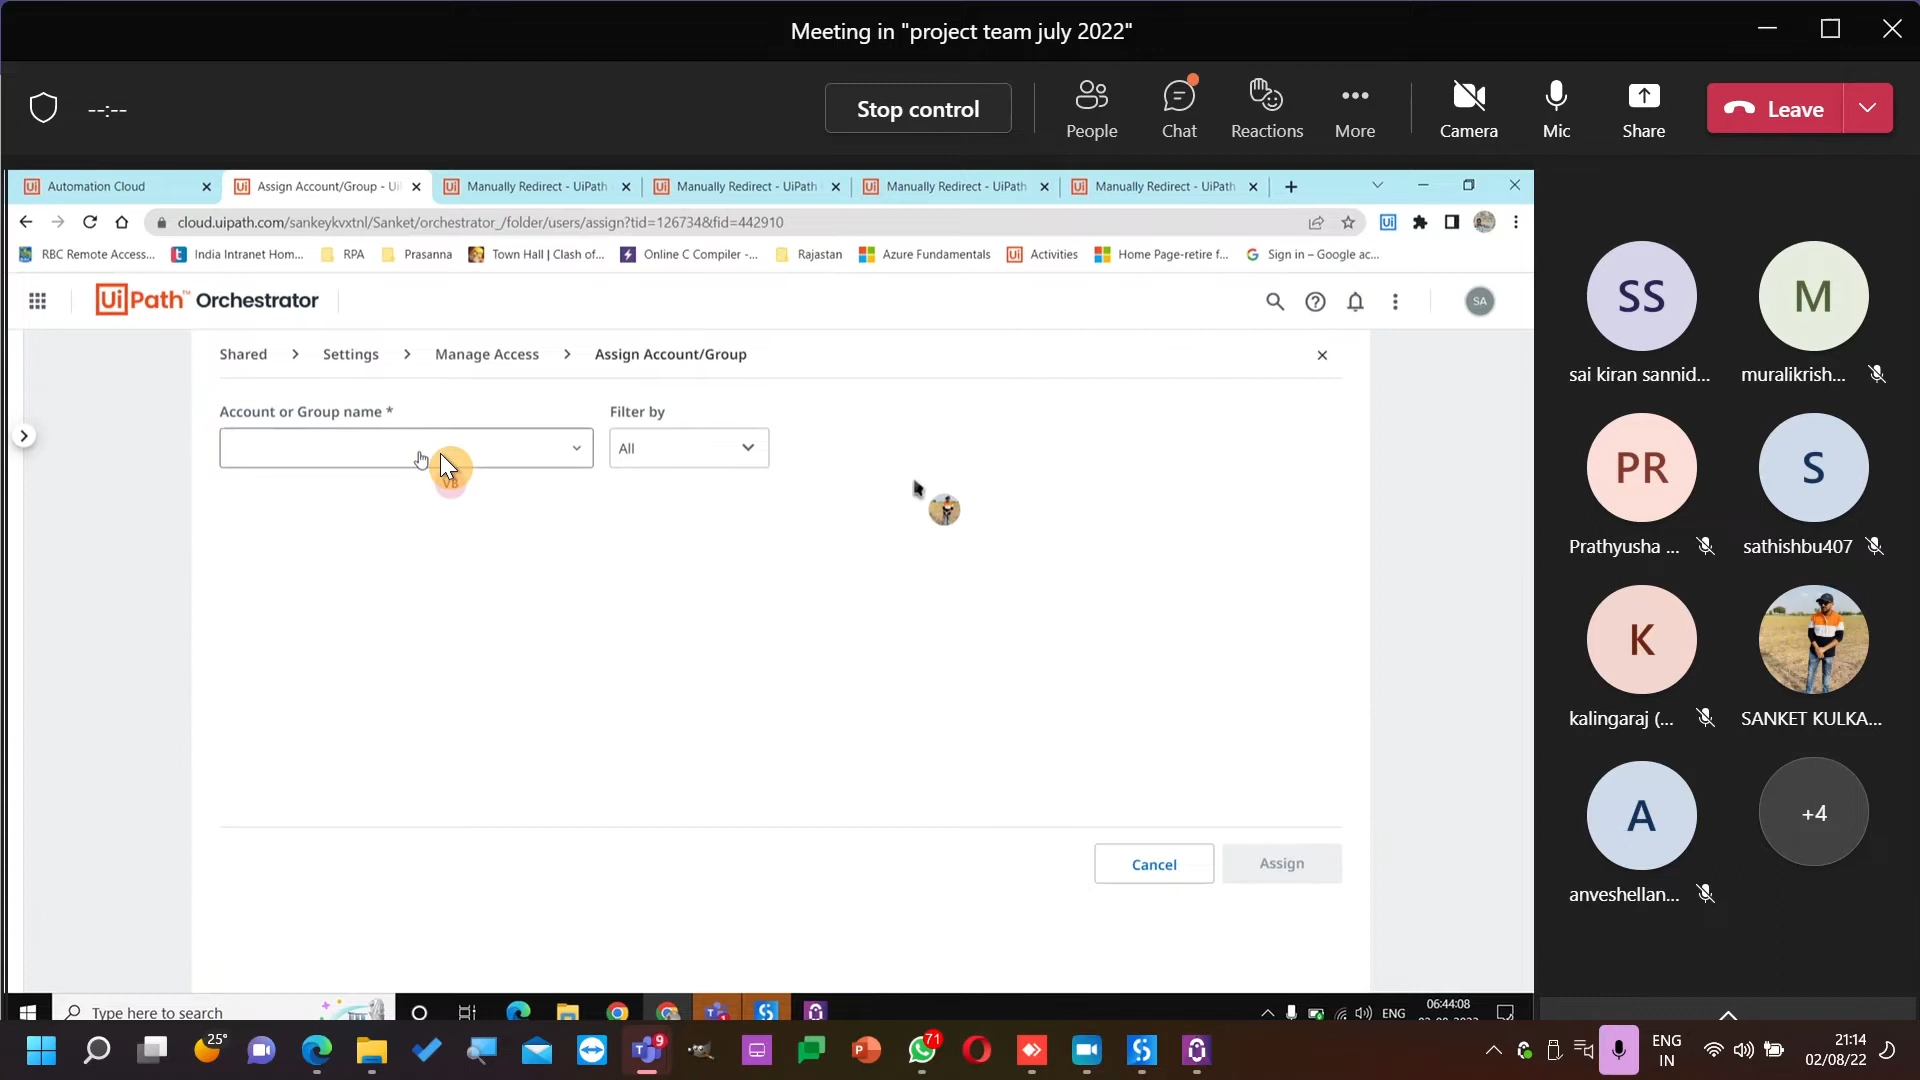 Meeting in "project team july 2022"
--:--
Stop control
People
Chat
Reactions
More
Camera
Mic
Share
Leave
Automation Cloud
Assign Account/Group - Ui
Manually Redirect - UiPath
Manually Redirect - UiPath
Manually Redirect - UiPath
Manually Redirect - UiPath
cloud.uipath.com/sankeykvxtnl/Sanket/orchestrator_/folder/users/assign?tid=126734&fid=442910
RBC Remote Access...
India Intranet Hom...
RPA
Prasanna
Town Hall | Clash of...
Online C Compiler -...
Rajastan
Azure Fundamentals
Activities
Home Page-retire f...
Sign in – Google ac...
UiPath™ Orchestrator
SA
Shared > Settings > Manage Access > Assign Account/Group
Account or Group name *
Filter by
All
VB
Cancel
Assign
SS
sai kiran sannid...
M
muralikrish...
PR
Prathyusha ...
S
sathishbu407
K
kalingaraj (...
SANKET KULKA...
A
anveshellan...
+4
Type here to search
ENG
06:44:08
25°
9
71
ENG
IN
21:14
02/08/22